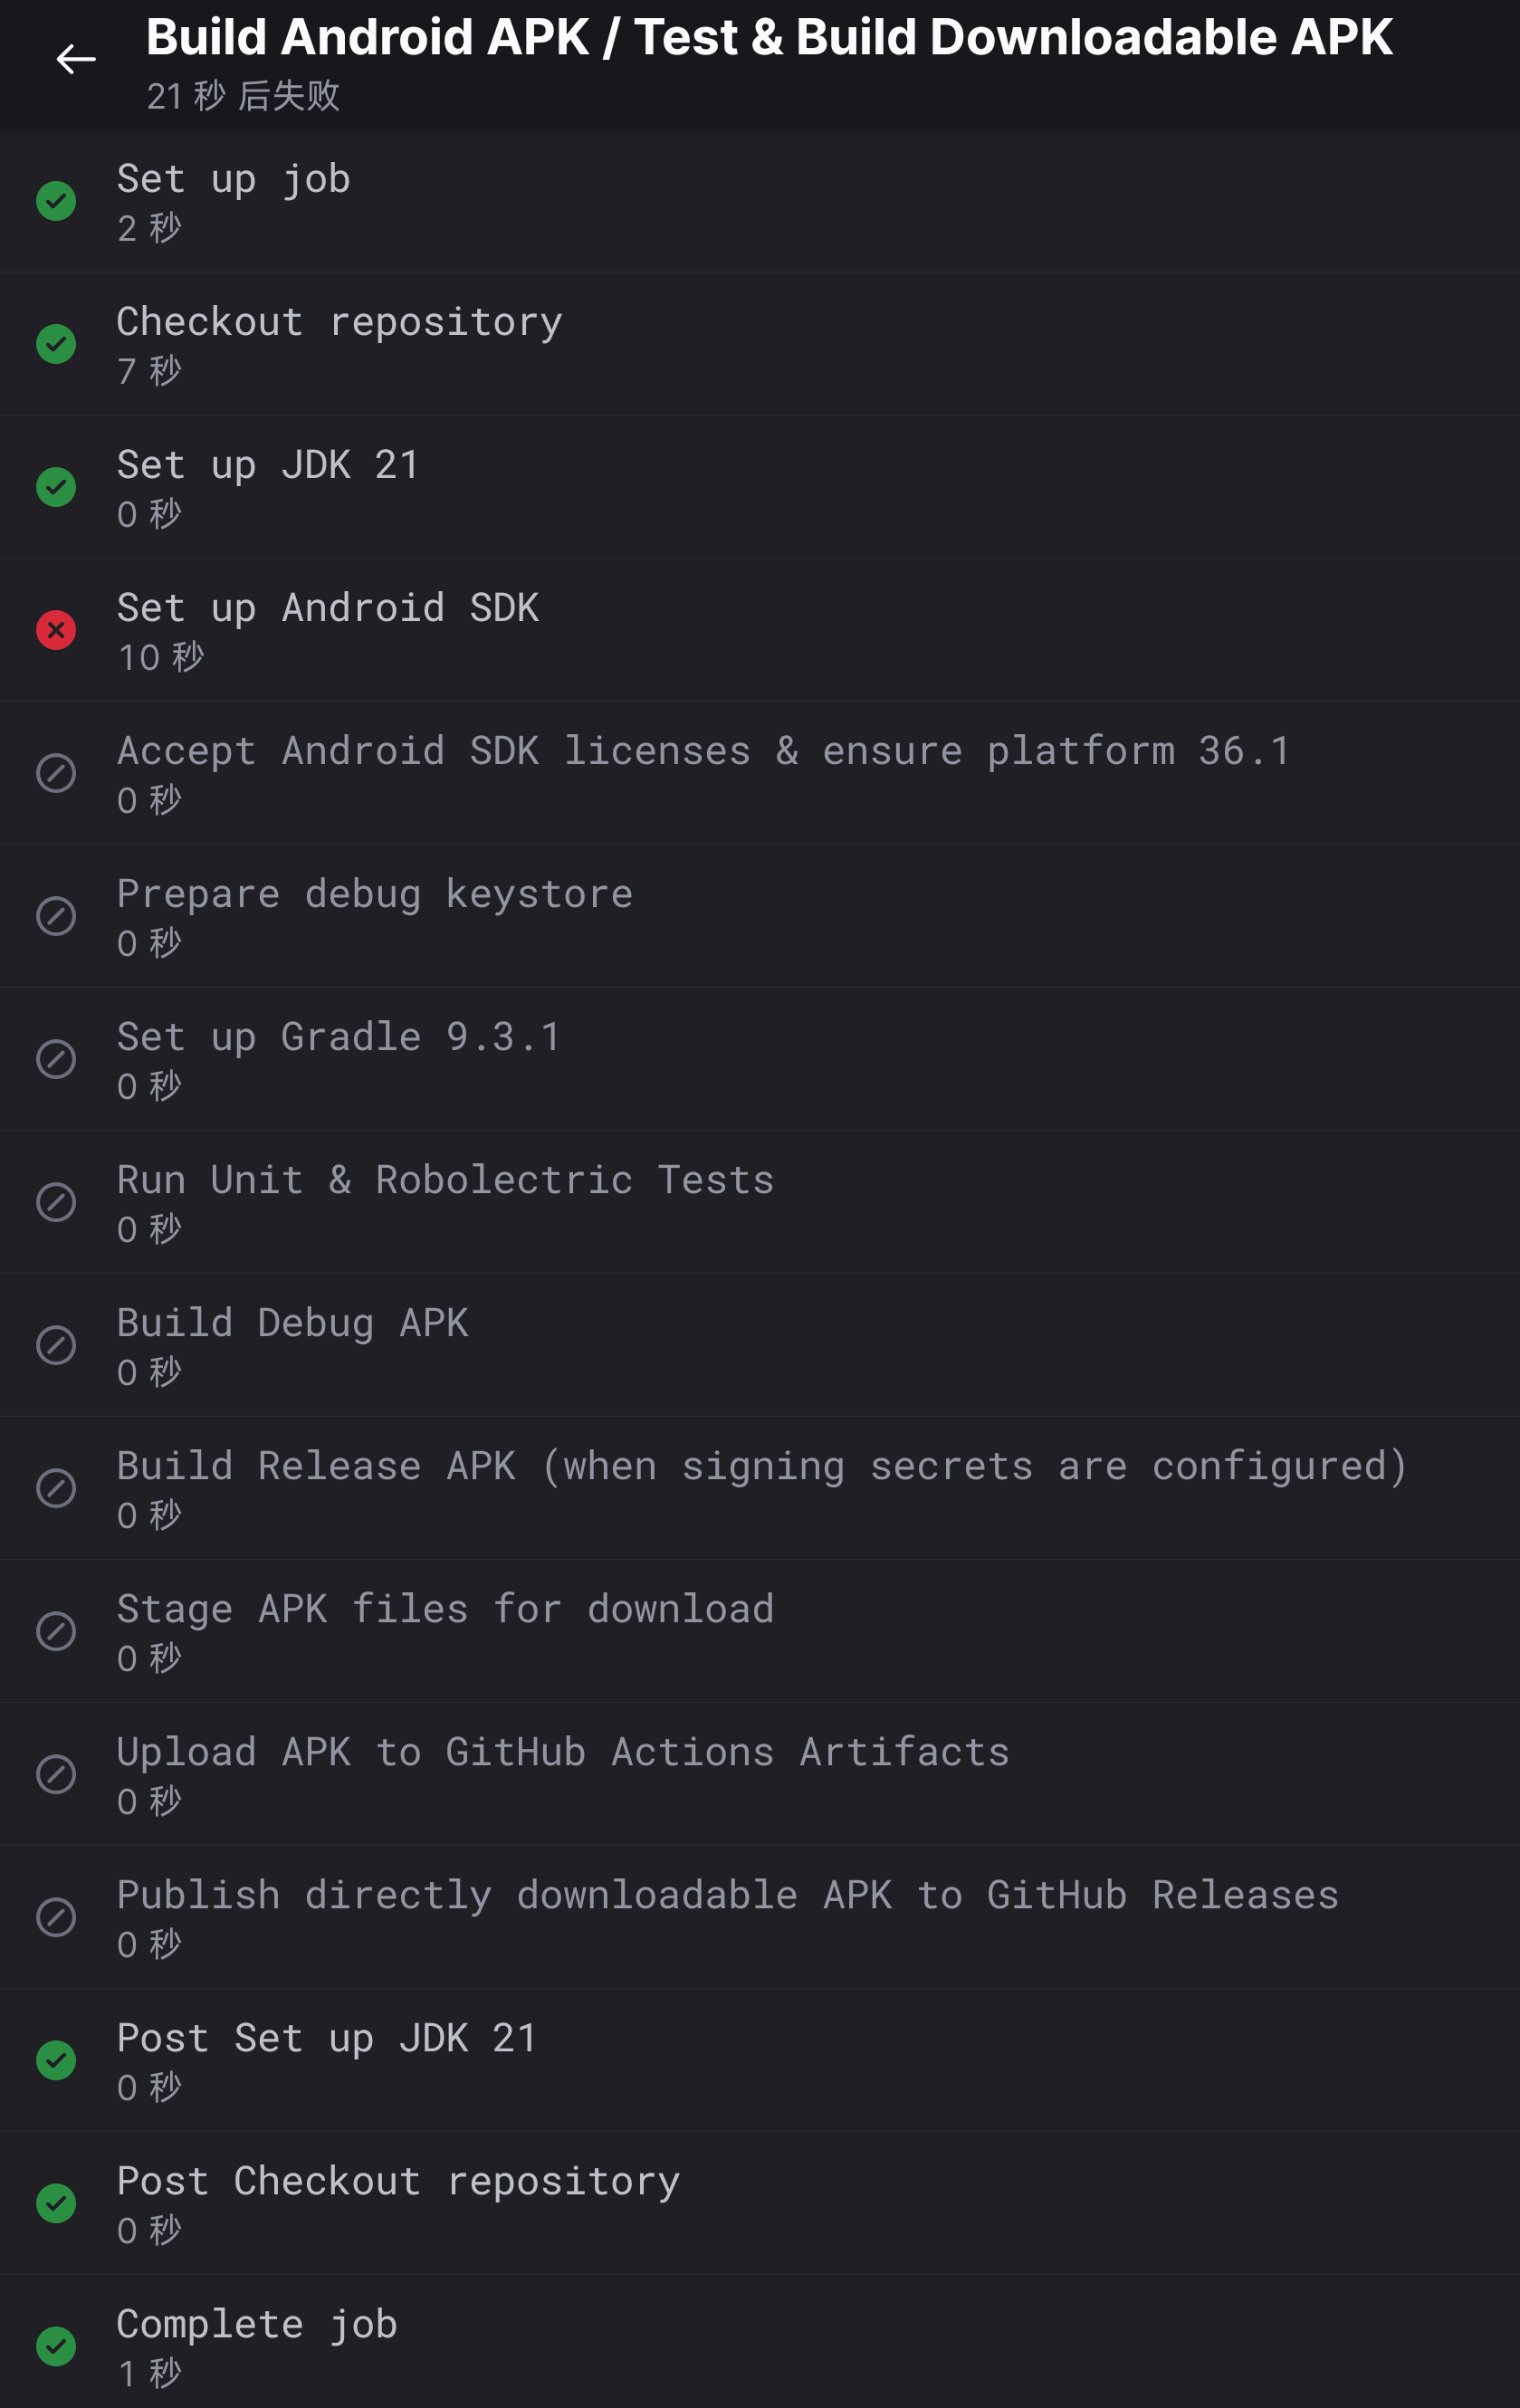 Build Android APK / Test & Build Downloadable APK
21 秒 后失败
Set up job
2 秒
Checkout repository
7 秒
Set up JDK 21
0 秒
Set up Android SDK
10 秒
Accept Android SDK licenses & ensure platform 36.1
0 秒
Prepare debug keystore
0 秒
Set up Gradle 9.3.1
0 秒
Run Unit & Robolectric Tests
0 秒
Build Debug APK
0 秒
Build Release APK (when signing secrets are configured)
0 秒
Stage APK files for download
0 秒
Upload APK to GitHub Actions Artifacts
0 秒
Publish directly downloadable APK to GitHub Releases
0 秒
Post Set up JDK 21
0 秒
Post Checkout repository
0 秒
Complete job
1 秒